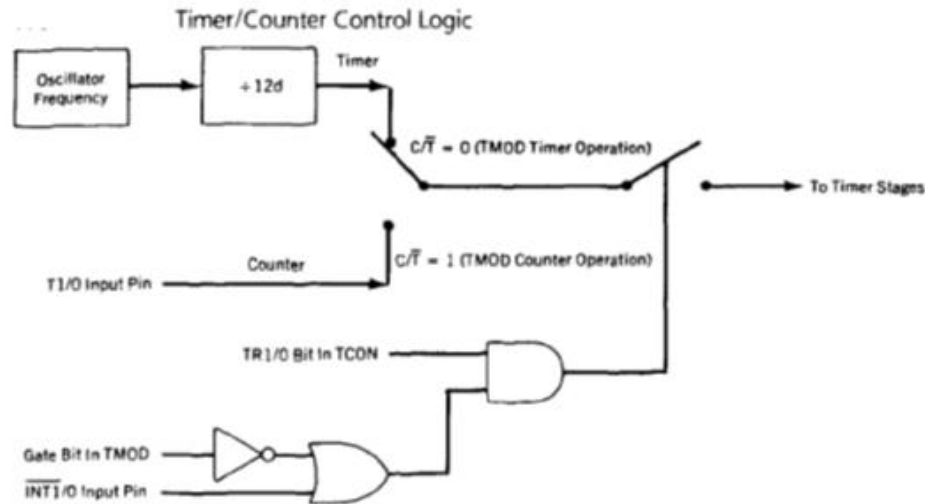 Timer/Counter Control Logic
Oscillator
Frequency
÷12d
Timer
C/T̅ = 0 (TMOD Timer Operation)
To Timer Stages
Counter
C/T̅ = 1 (TMOD Counter Operation)
T1/0 Input Pin
TR1/0 Bit In TCON
Gate Bit In TMOD
I̅N̅T̅1̅/0 Input Pin